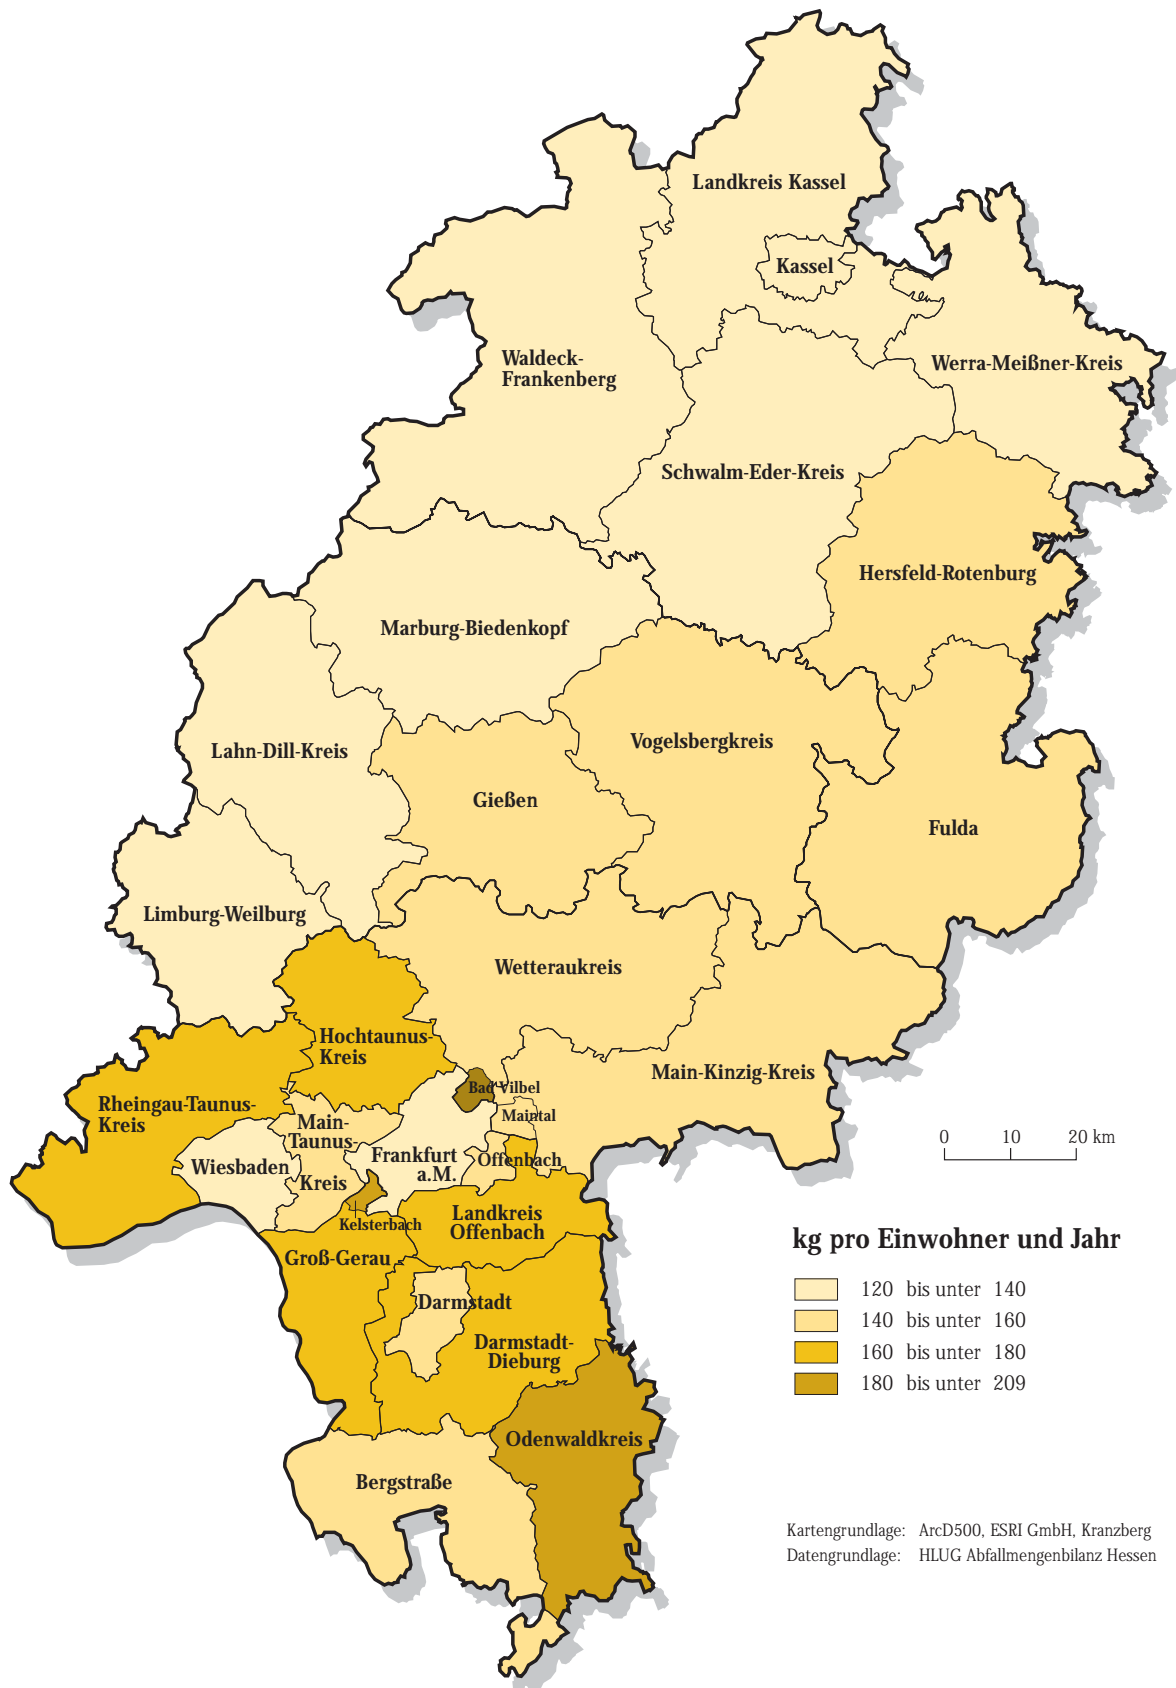 Landkreis Kassel
Kassel
Waldeck-
Frankenberg
Werra-Meißner-Kreis
Schwalm-Eder-Kreis
Hersfeld-Rotenburg
Marburg-Biedenkopf
Lahn-Dill-Kreis
Vogelsbergkreis
Gießen
Fulda
Limburg-Weilburg
Wetteraukreis
Hochtaunus-
Kreis
Main-Kinzig-Kreis
Bad Vilbel
Rheingau-Taunus-
Kreis
Maintal
Main-
Taunus-
Kreis
Frankfurt
a.M.
Offenbach
Wiesbaden
Kelsterbach
Landkreis
Offenbach
Groß-Gerau
Darmstadt
Darmstadt-
Dieburg
Odenwaldkreis
Bergstraße
0 10 20 km
kg pro Einwohner und Jahr
120 bis unter 140
140 bis unter 160
160 bis unter 180
180 bis unter 209
Kartengrundlage: ArcD500, ESRI GmbH, Kranzberg
Datengrundlage: HLUG Abfallmengenbilanz Hessen